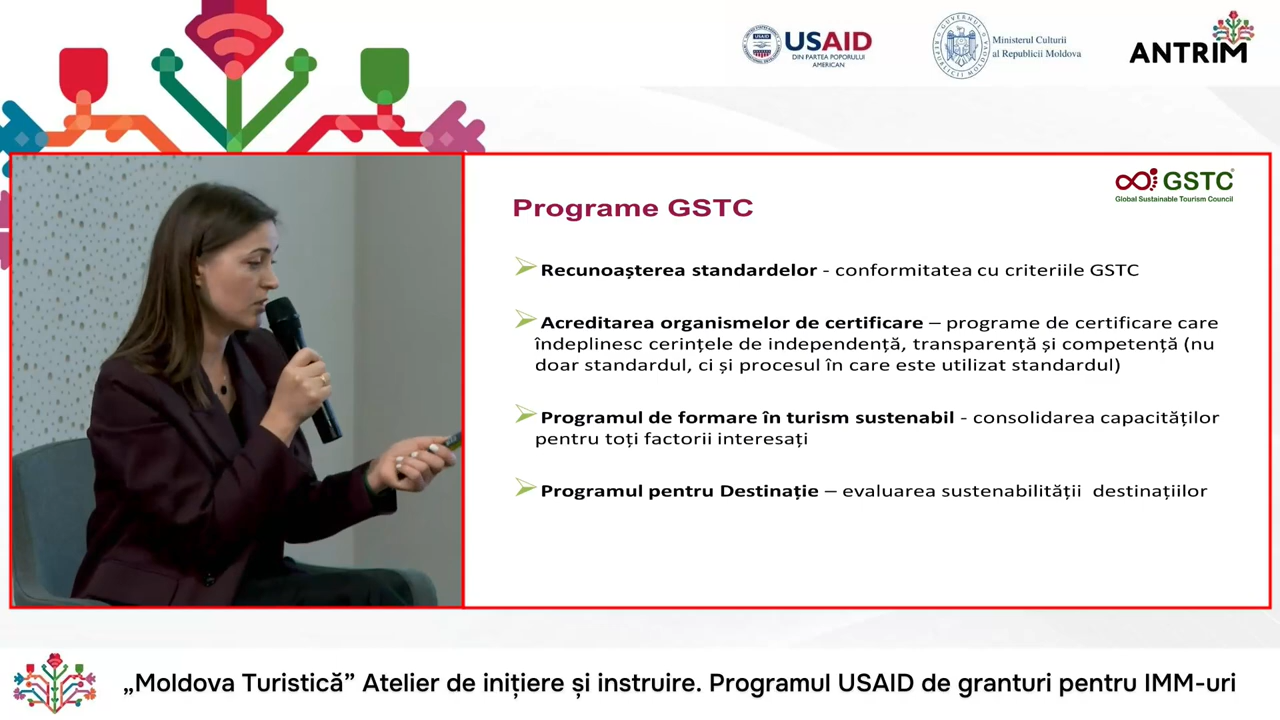 USAID
DIN PARTEA POPORULUI
AMERICAN
Ministerul Culturii
al Republicii Moldova
ANTRIM
GSTC
Global Sustainable Tourism Council
Programe GSTC
Recunoașterea standardelor - conformitatea cu criteriile GSTC
Acreditarea organismelor de certificare – programe de certificare care
îndeplinesc cerințele de independență, transparență și competență (nu
doar standardul, ci și procesul în care este utilizat standardul)
Programul de formare în turism sustenabil - consolidarea capacităților
pentru toți factorii interesați
Programul pentru Destinație – evaluarea sustenabilității  destinațiilor
„Moldova Turistică” Atelier de inițiere și instruire. Programul USAID de granturi pentru IMM-uri